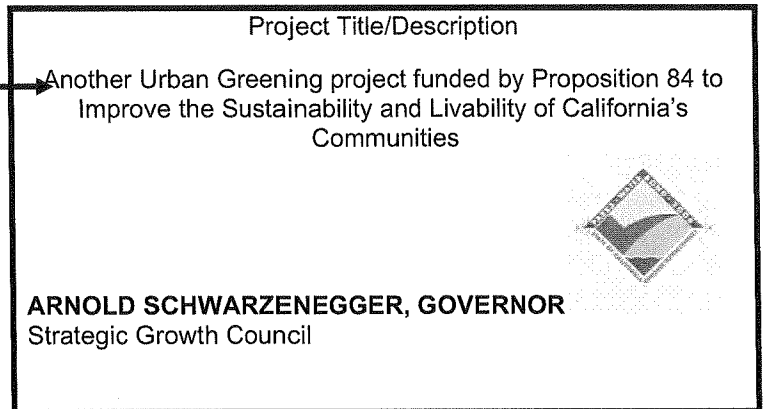 Project Title/Description
Another Urban Greening project funded by Proposition 84 to
Improve the Sustainability and Livability of California's
Communities
ARNOLD SCHWARZENEGGER, GOVERNOR
Strategic Growth Council